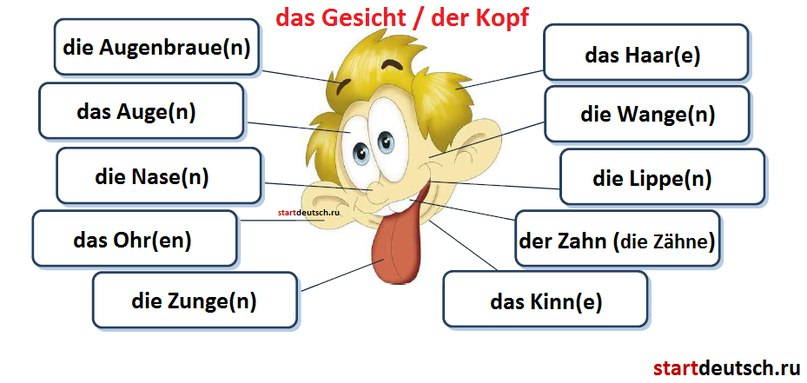 das Gesicht / der Kopf
die Augenbraue(n)
das Haar(e)
das Auge(n)
die Wange(n)
die Nase(n)
die Lippe(n)
startdeutsch.ru
das Ohr(en)
der Zahn (die Zähne)
die Zunge(n)
das Kinn(e)
startdeutsch.ru